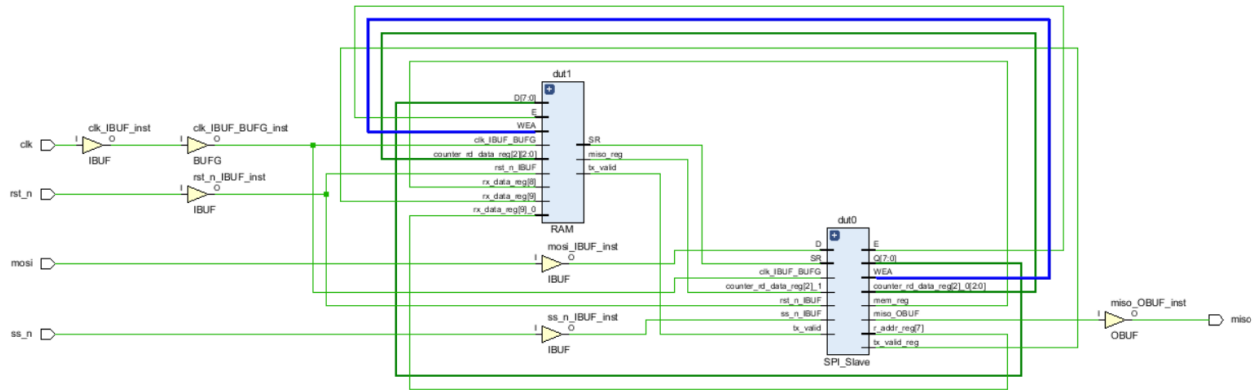 dut1
D[7:0]
E
WEA
clk_IBUF_BUFG
counter_rd_data_reg[2][2:0]
rst_n_IBUF
rx_data_reg[8]
rx_data_reg[9]
rx_data_reg[9]_0
SR
miso_reg
tx_valid
RAM
clk
clk_IBUF_inst
I O
IBUF
clk_IBUF_BUFG_inst
I O
BUFG
rst_n
rst_n_IBUF_inst
I O
IBUF
mosi
mosi_IBUF_inst
I O
IBUF
ss_n
ss_n_IBUF_inst
I O
IBUF
dut0
D
SR
clk_IBUF_BUFG
counter_rd_data_reg[2]_1
rst_n_IBUF
ss_n_IBUF
tx_valid
E
Q[7:0]
WEA
counter_rd_data_reg[2]_0[2:0]
mem_reg
miso_OBUF
r_addr_reg[7]
tx_valid_reg
SPI_Slave
miso_OBUF_inst
I O
OBUF
miso